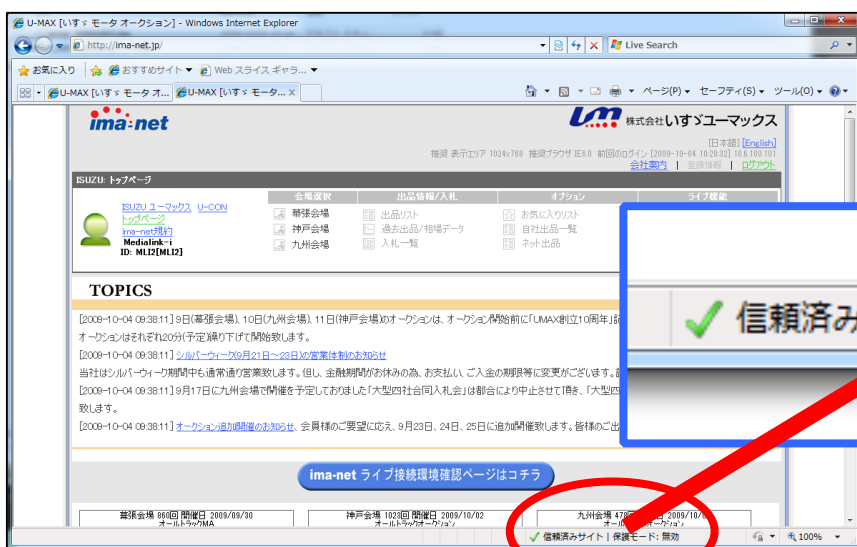 U-MAX [いすゞ モータ オークション] - Windows Internet Explorer
http://ima-net.jp/
Live Search
お気に入り おすすめサイト ▼ Web スライス ギャラ... ▼
U-MAX [いすゞ モータ オ... U-MAX [いすゞ モータ... x
ページ(P) ▼ セーフティ(S) ▼ ツール(O) ▼
ima-net
株式会社いすゞユーマックス
[日本語] [English]
推奨 表示エリア 1024x768 推奨ブラウザ IE6.0 前回のログイン [2009-10-04 10:28:32] 10.6.100.101
会社案内 | 登録情報 | ログアウト
ISUZU: トップページ
会場選択 出品情報/入札 オプション ライブ機能
ISUZU ユーマックス U-CON
トップページ
ima-net規約
Medialink-i
ID: MLI2[MLI2]
幕張会場 出品リスト お気に入りリスト
神戸会場 過去出品/相場データ 自社出品一覧
九州会場 入札一覧 ネット出品
信頼済み
TOPICS
[2009-10-04 09:38:11] 9日(幕張会場)、10日(九州会場)、11日(神戸会場)のオークションは、オークション開始前に「UMAX創立10周年」
オークションはそれぞれ20分(予定)繰り下げて開始致します。
[2009-10-04 09:38:11] シルバーウィーク(9月21日～23日)の営業体制のお知らせ
当社はシルバーウィーク期間中も通常通り営業致します。但し、金融期間がお休みの為、お支払い、ご入金の期限等に変更がございます。
[2009-10-04 09:38:11] 9月17日に九州会場で開催を予定しておりました「大型四社合同入札会」は都合により中止させて頂き、「大型四
致します。
[2009-10-04 09:38:11] オークション追加開催のお知らせ、会員様のご要望に応え、9月23日、24日、25日に追加開催致します。皆様のご出
ima-net ライブ接続環境確認ページはコチラ
幕張会場 860回 開催日 2009/09/30 神戸会場 1023回 開催日 2009/10/02 九州会場 478回
オールトラックMA オールトラックオークション
信頼済みサイト | 保護モード: 無効
100%